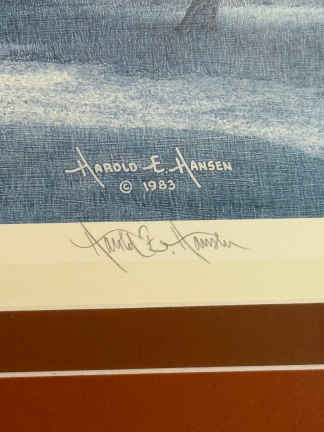 HAROLD E. HANSEN
© 1983
Harold E. Hansen